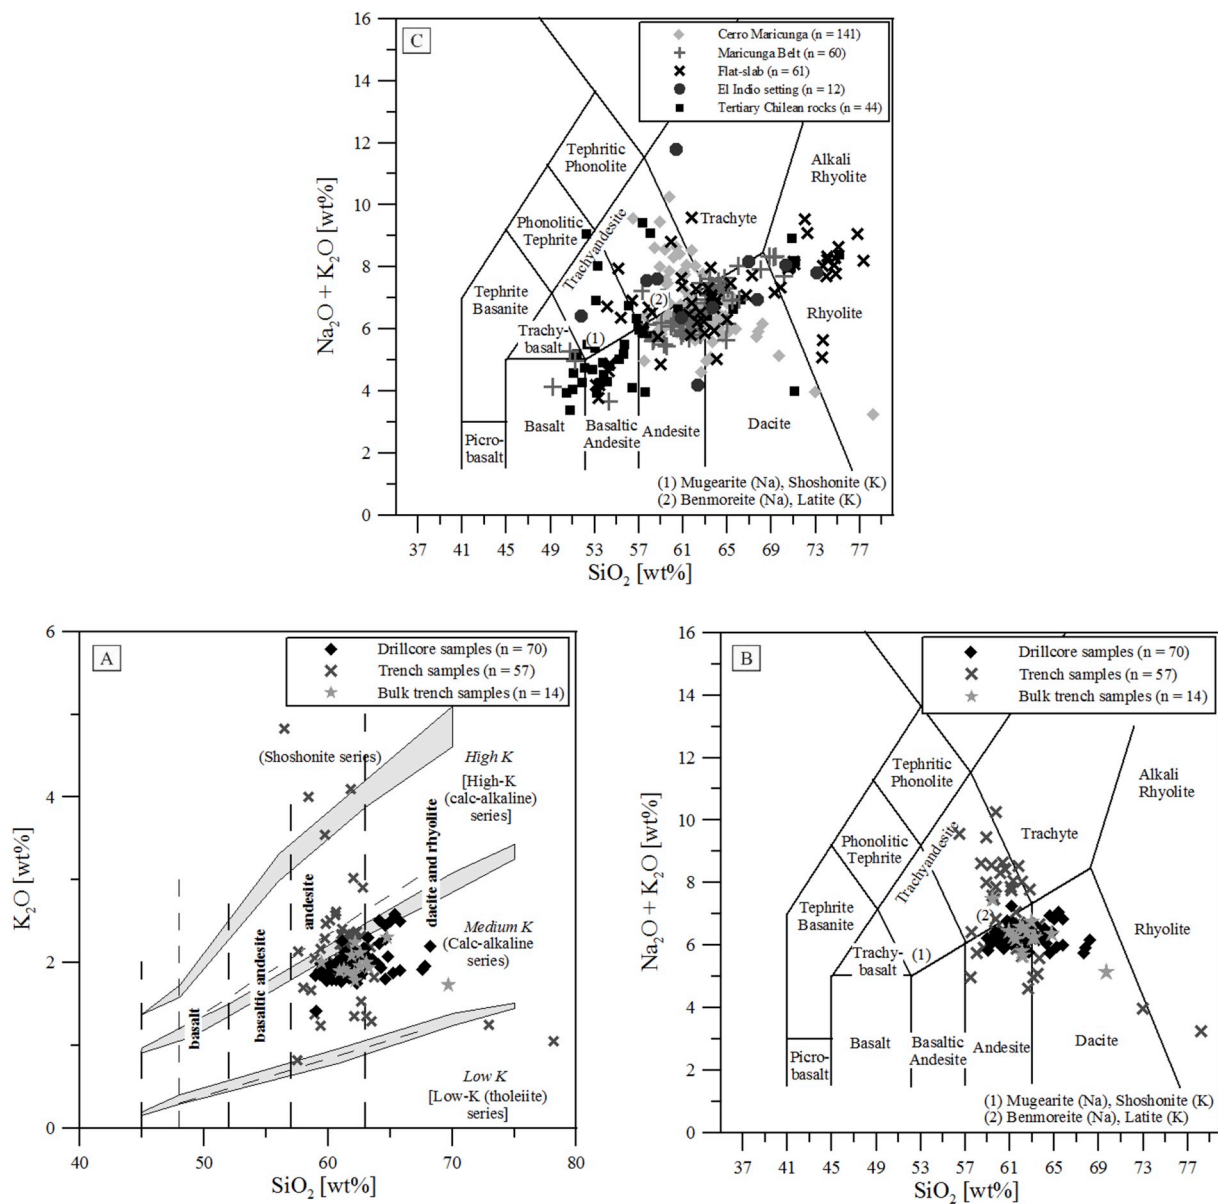 C
Cerro Maricunga (n = 141)
Maricunga Belt (n = 60)
Flat-slab (n = 61)
El Indio setting (n = 12)
Tertiary Chilean rocks (n = 44)
16
14
12
10
8
6
4
2
0
Na2O + K2O [wt%]
Tephritic
Phonolite
Alkali
Rhyolite
Phonolitic
Tephrite
Trachyandesite
Trachyte
Tephrite
Basanite
Trachy-
basalt
(1)
(2)
Rhyolite
Picro-
basalt
Basalt
Basaltic
Andesite
Andesite
Dacite
(1) Mugearite (Na), Shoshonite (K)
(2) Benmoreite (Na), Latite (K)
37 41 45 49 53 57 61 65 69 73 77
SiO2 [wt%]
A
Drillcore samples (n = 70)
Trench samples (n = 57)
Bulk trench samples (n = 14)
6
4
2
0
K2O [wt%]
(Shoshonite series)
High K
[High-K
(calc-alkaline)
series]
basalt
basaltic andesite
andesite
dacite and rhyolite
Medium K
(Calc-alkaline
series)
Low K
[Low-K (tholeiite)
series]
40 50 60 70 80
SiO2 [wt%]
B
Drillcore samples (n = 70)
Trench samples (n = 57)
Bulk trench samples (n = 14)
16
14
12
10
8
6
4
2
0
Na2O + K2O [wt%]
Tephritic
Phonolite
Alkali
Rhyolite
Phonolitic
Tephrite
Trachyandesite
Trachyte
Tephrite
Basanite
Trachy-
basalt
(1)
(2)
Rhyolite
Picro-
basalt
Basalt
Basaltic
Andesite
Andesite
Dacite
(1) Mugearite (Na), Shoshonite (K)
(2) Benmoreite (Na), Latite (K)
37 41 45 49 53 57 61 65 69 73 77
SiO2 [wt%]